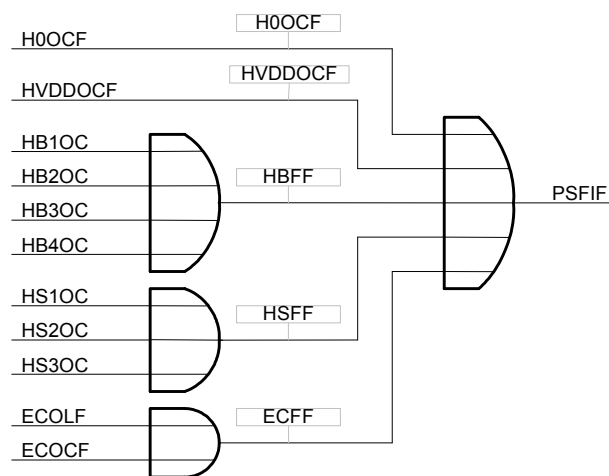 H0OCF
H0OCF
HVDDOCF
HVDDOCF
HB1OC
HB2OC
HBFF
HB3OC
PSFIF
HB4OC
HS1OC
HSFF
HS2OC
HS3OC
ECOLF
ECFF
ECOCF